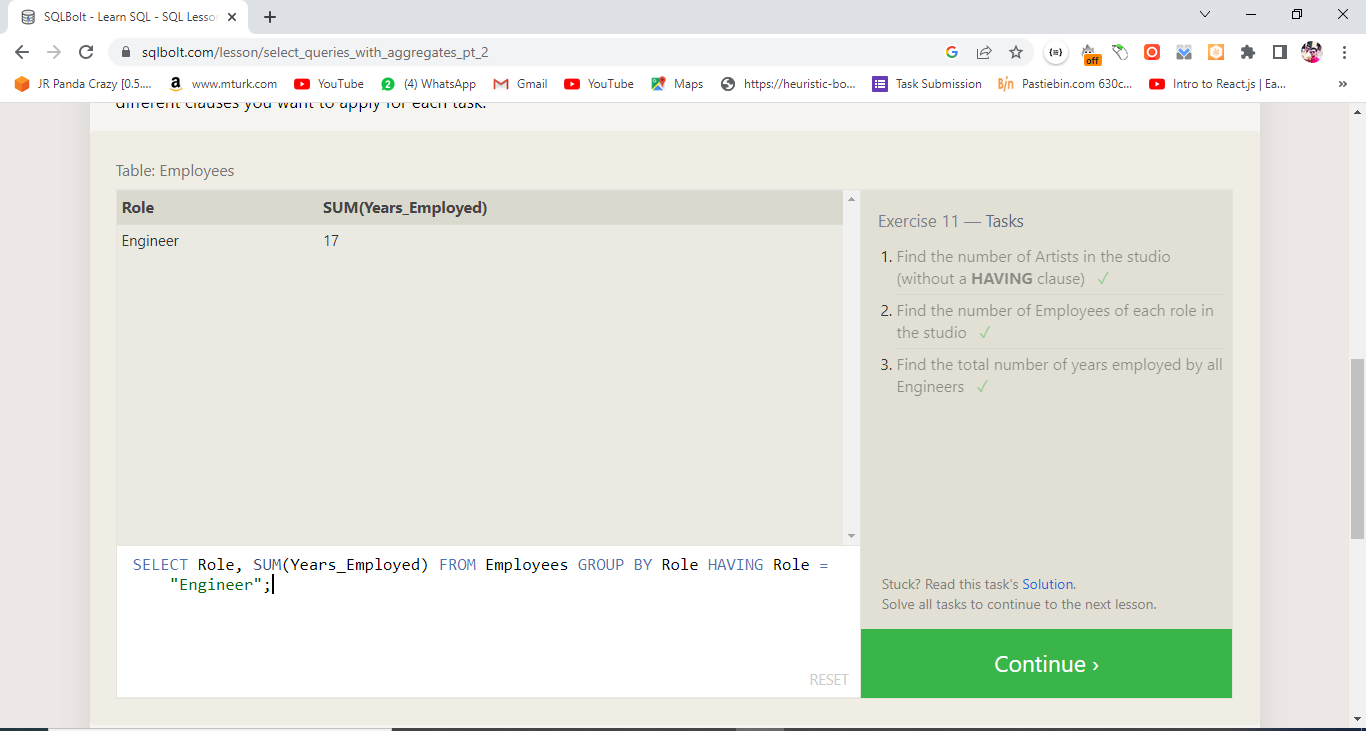 SQLBolt - Learn SQL - SQL Lesson
sqlbolt.com/lesson/select_queries_with_aggregates_pt_2
off
JR Panda Crazy [0.5....
www.mturk.com
YouTube
2
(4) WhatsApp
Gmail
YouTube
Maps
https://heuristic-bo...
Task Submission
B/n
Pastiebin.com 630c...
Intro to React.js | Ea...
»
different clauses you want to apply for each task.
Table: Employees
Role SUM(Years_Employed)
Engineer 17
SELECT Role, SUM(Years_Employed) FROM Employees GROUP BY Role HAVING Role =
"Engineer";
RESET
Exercise 11 — Tasks
1. Find the number of Artists in the studio
(without a HAVING clause) ✓
2. Find the number of Employees of each role in
the studio ✓
3. Find the total number of years employed by all
Engineers ✓
Stuck? Read this task's Solution.
Solve all tasks to continue to the next lesson.
Continue ›